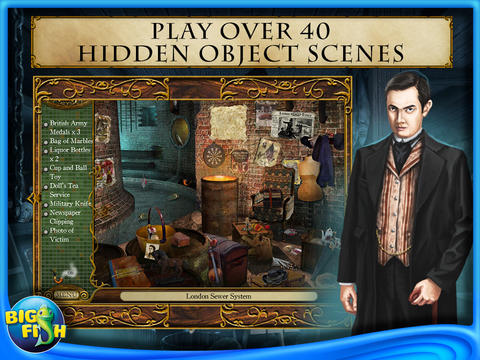 PLAY OVER 40
HIDDEN OBJECT SCENES
British Army
Medals x 3
Bag of Marbles
Liquor Bottles
x 2
Cup and Ball
Toy
Doll's Tea
Service
Military Knife
Newspaper
Clipping
Photo of
Victim
MENU
London Sewer System
BIG
FISH